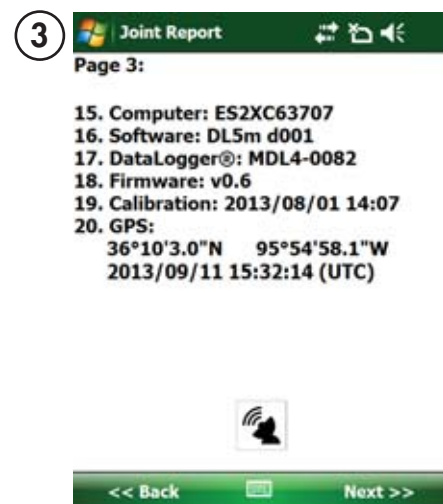 3
Joint Report
Page 3:
15. Computer: ES2XC63707
16. Software: DL5m d001
17. DataLogger®: MDL4-0082
18. Firmware: v0.6
19. Calibration: 2013/08/01 14:07
20. GPS:
36°10'3.0"N 95°54'58.1"W
2013/09/11 15:32:14 (UTC)
<< Back Next >>